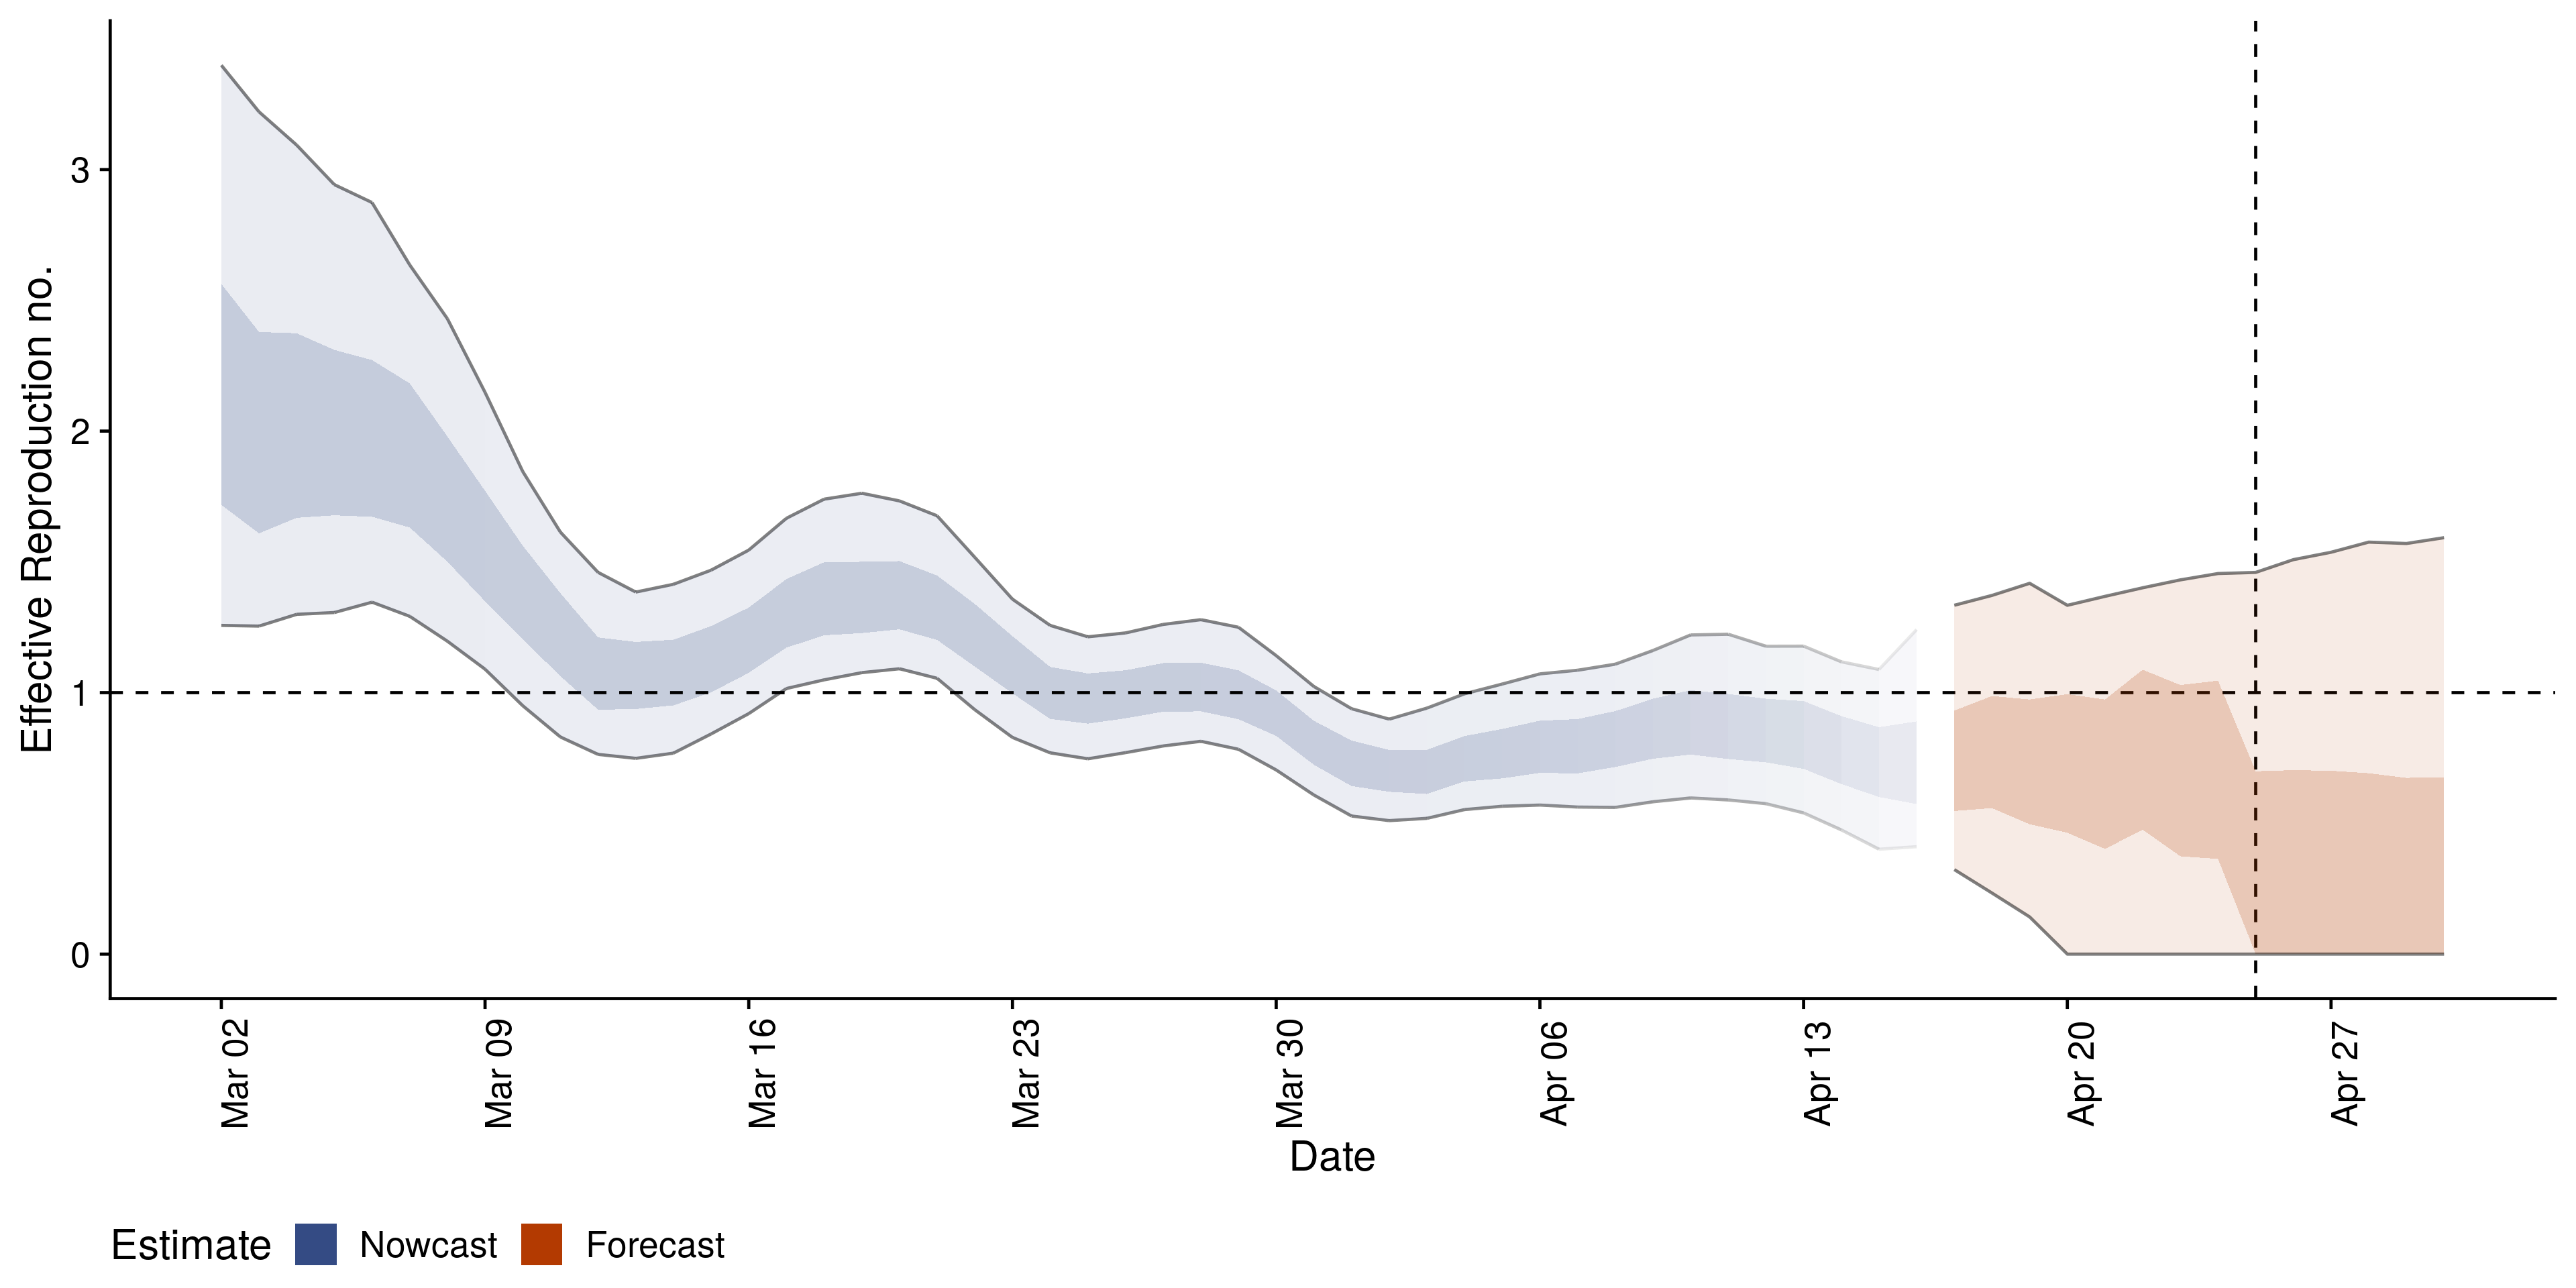 Effective Reproduction no.
3
2
1
0
Mar 02
Mar 09
Mar 16
Mar 23
Mar 30
Apr 06
Apr 13
Apr 20
Apr 27
Date
Estimate Nowcast Forecast